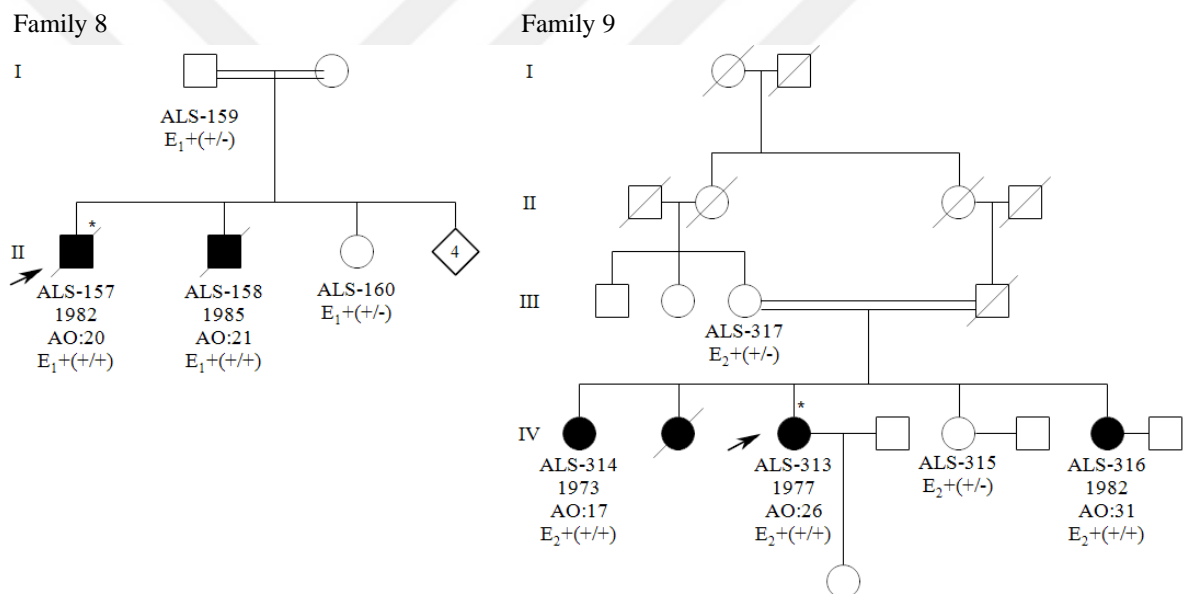 Family 8
I
ALS-159
E₁+(+/-)
II
*
4
ALS-157
1982
AO:20
E₁+(+/+)
ALS-158
1985
AO:21
E₁+(+/+)
ALS-160
E₁+(+/-)
Family 9
I
II
III
ALS-317
E₂+(+/-)
IV
*
ALS-314
1973
AO:17
E₂+(+/+)
ALS-313
1977
AO:26
E₂+(+/+)
ALS-315
E₂+(+/-)
ALS-316
1982
AO:31
E₂+(+/+)